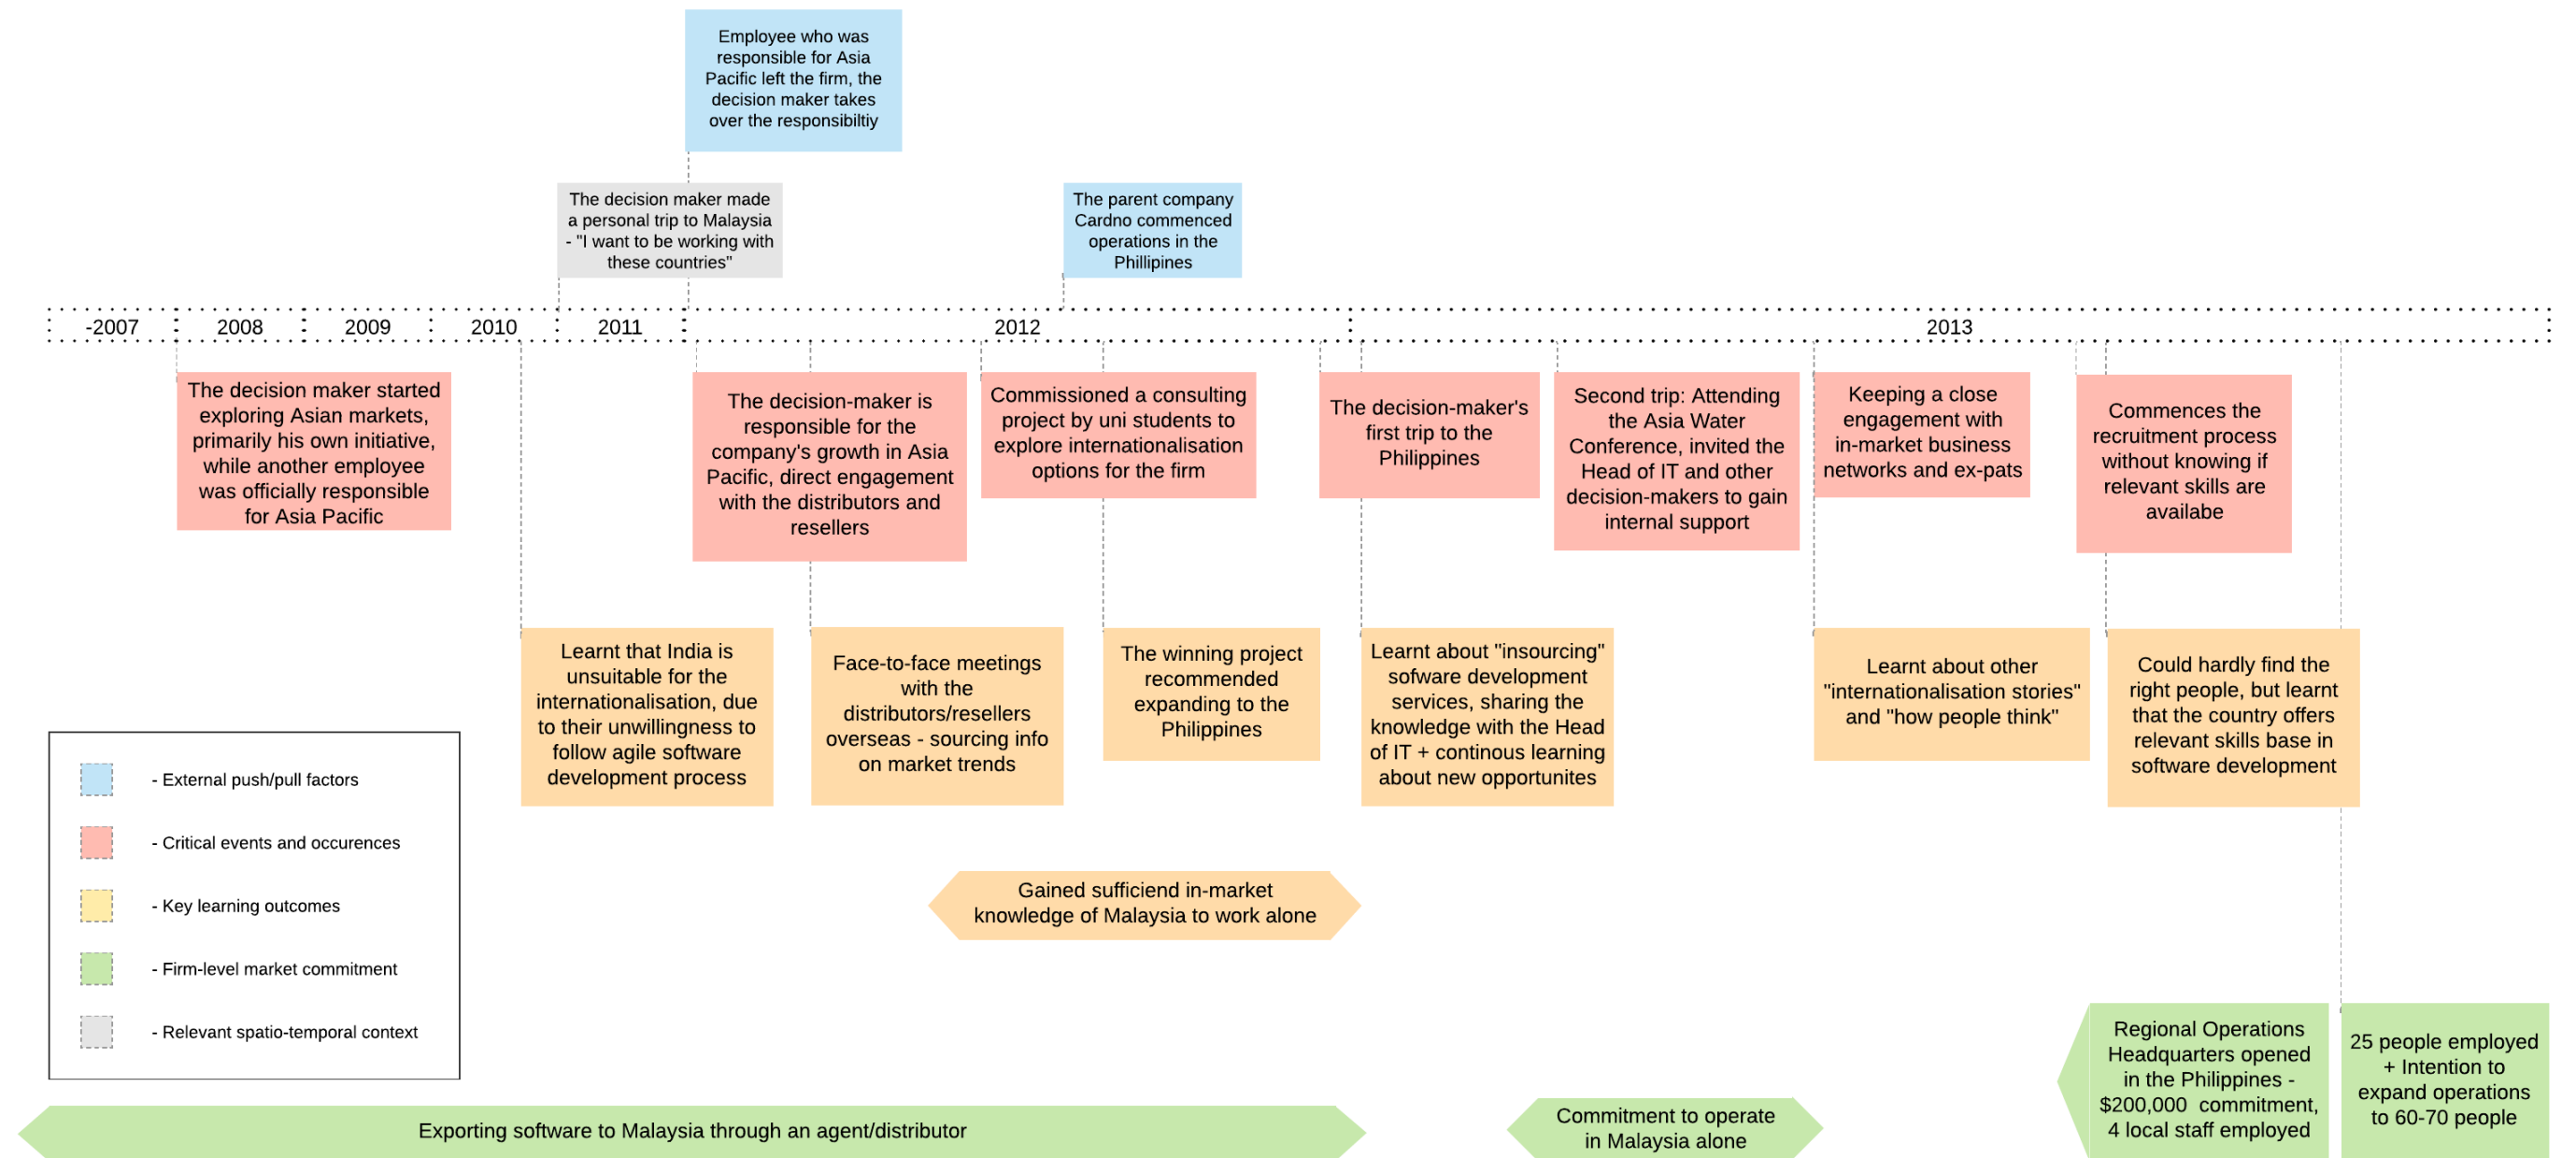 Employee who was
responsible for Asia
Pacific left the firm, the
decision maker takes
over the responsibiltiy
The decision maker made
a personal trip to Malaysia
- "I want to be working with
these countries"
The parent company
Cardno commenced
operations in the
Phillipines
-2007
2008
2009
2010
2011
2012
2013
The decision maker started
exploring Asian markets,
primarily his own initiative,
while another employee
was officially responsible
for Asia Pacific
The decision-maker is
responsible for the
company's growth in Asia
Pacific, direct engagement
with the distributors and
resellers
Commissioned a consulting
project by uni students to
explore internationalisation
options for the firm
The decision-maker's
first trip to the
Philippines
Second trip: Attending
the Asia Water
Conference, invited the
Head of IT and other
decision-makers to gain
internal support
Keeping a close
engagement with
in-market business
networks and ex-pats
Commences the
recruitment process
without knowing if
relevant skills are
availabe
Learnt that India is
unsuitable for the
internationalisation, due
to their unwillingness to
follow agile software
development process
Face-to-face meetings
with the
distributors/resellers
overseas - sourcing info
on market trends
The winning project
recommended
expanding to the
Philippines
Learnt about "insourcing"
sofware development
services, sharing the
knowledge with the Head
of IT + continous learning
about new opportunites
Learnt about other
"internationalisation stories"
and "how people think"
Could hardly find the
right people, but learnt
that the country offers
relevant skills base in
software development
- External push/pull factors
- Critical events and occurences
- Key learning outcomes
- Firm-level market commitment
- Relevant spatio-temporal context
Gained sufficiend in-market
knowledge of Malaysia to work alone
Exporting software to Malaysia through an agent/distributor
Commitment to operate
in Malaysia alone
Regional Operations
Headquarters opened
in the Philippines -
$200,000 commitment,
4 local staff employed
25 people employed
+ Intention to
expand operations
to 60-70 people